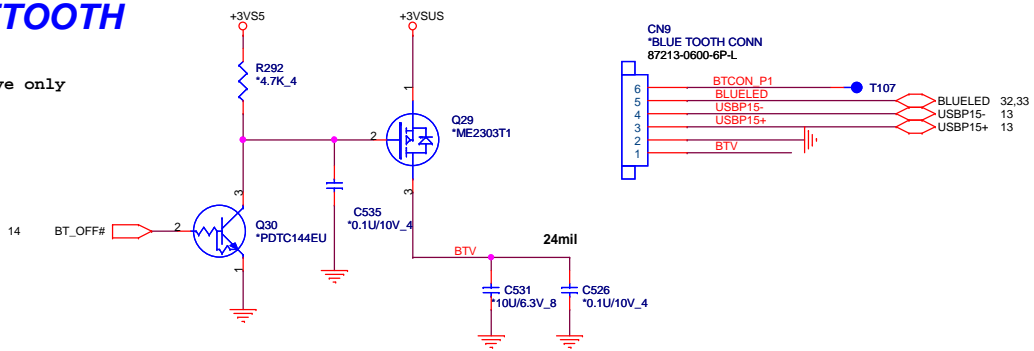 TOOTH
ve only
+3VS5
+3VSUS
R292
*4.7K_4
1
Q29
*ME2303T1
2
3
C535
*0.1U/10V_4
3
Q30
*PDTC144EU
14 BT_OFF# 2
1
BTV
24mil
C531
*10U/6.3V_8
C526
*0.1U/10V_4
CN9
*BLUE TOOTH CONN
87213-0600-6P-L
6 BTCON_P1 T107
5 BLUELED BLUELED 32,33
4 USBP15- USBP15- 13
3 USBP15+ USBP15+ 13
2
1 BTV